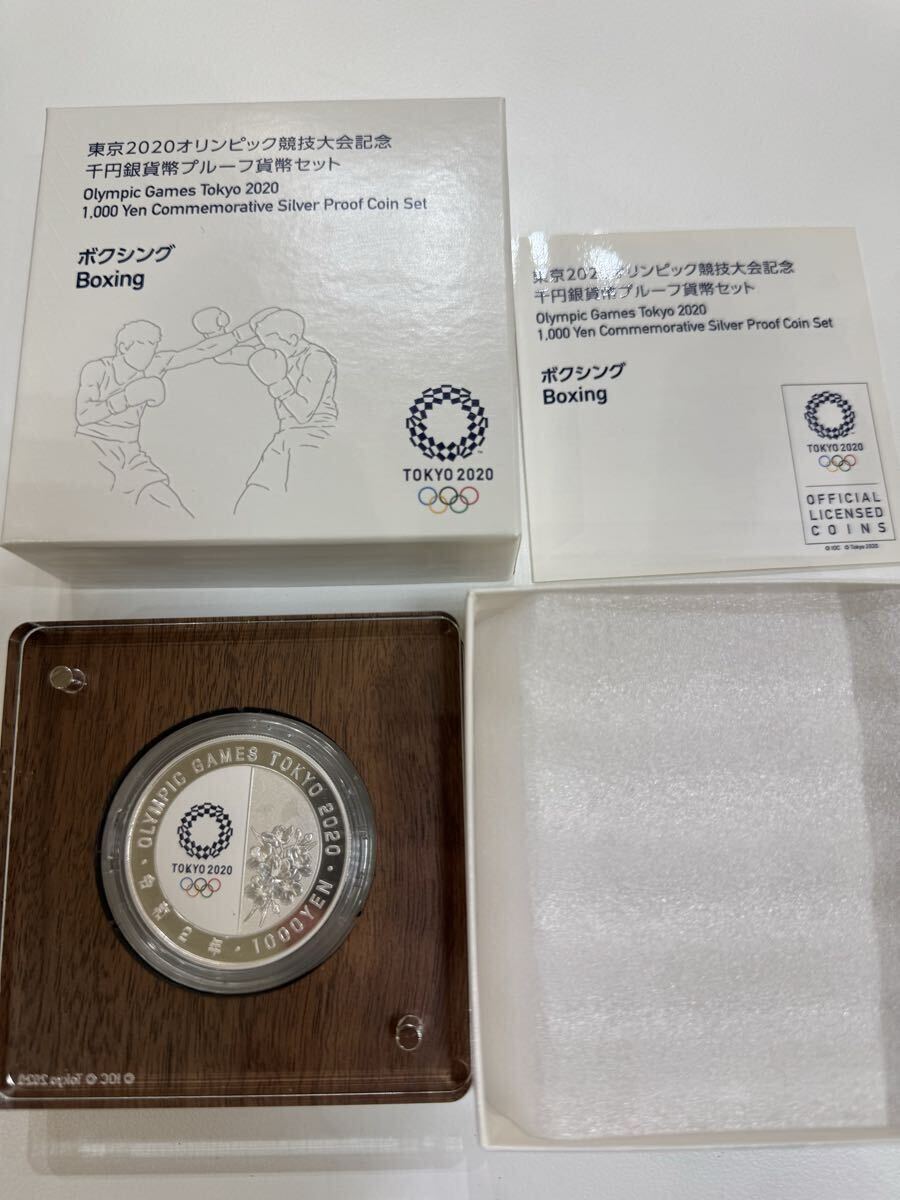 東京2020オリンピック競技大会記念
千円銀貨幣プルーフ貨幣セット
Olympic Games Tokyo 2020
1,000 Yen Commemorative Silver Proof Coin Set
ボクシング
Boxing
TOKYO 2020
東京2020オリンピック競技大会記念
千円銀貨幣プルーフ貨幣セット
Olympic Games Tokyo 2020
1,000 Yen Commemorative Silver Proof Coin Set
ボクシング
Boxing
TOKYO 2020
OFFICIAL
LICENSED
COINS
© IOC © Tokyo 2020
OLYMPIC GAMES TOKYO 2020
TOKYO 2020
令和2年・1000YEN
© IOC © Tokyo 2020